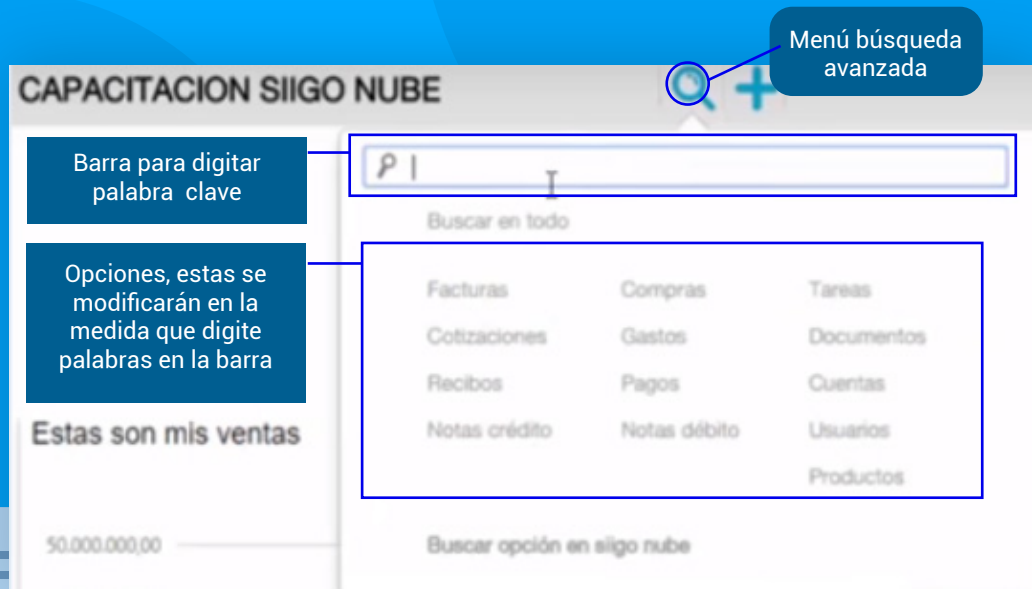 Menú búsqueda
avanzada
CAPACITACION SIIGO NUBE
Barra para digitar
palabra clave
Buscar en todo
Opciones, estas se
modificarán en la
medida que digite
palabras en la barra
Facturas Compras Tareas
Cotizaciones Gastos Documentos
Recibos Pagos Cuentas
Notas crédito Notas débito Usuarios
Productos
Estas son mis ventas
50.000.000,00
Buscar opción en siigo nube